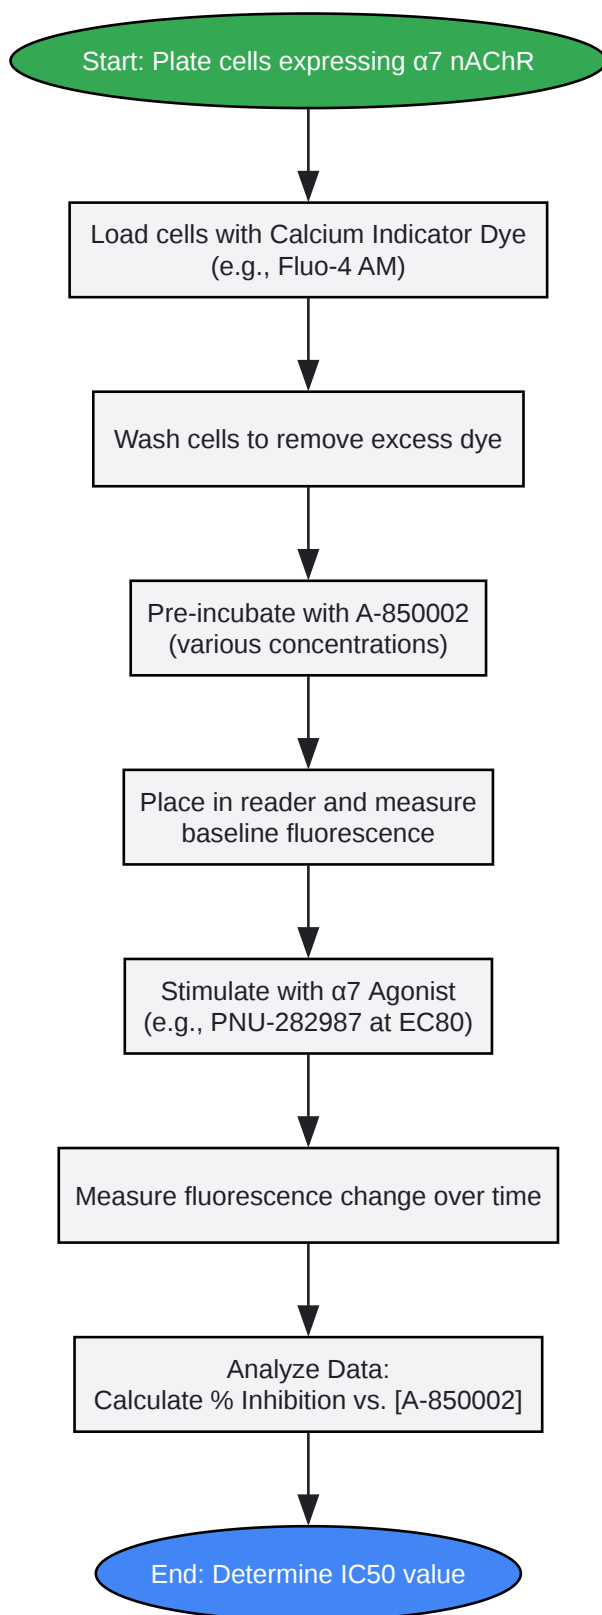 Start: Plate cells expressing α7 nAChR
Load cells with Calcium Indicator Dye
(e.g., Fluo-4 AM)
Wash cells to remove excess dye
Pre-incubate with A-850002
(various concentrations)
Place in reader and measure
baseline fluorescence
Stimulate with α7 Agonist
(e.g., PNU-282987 at EC80)
Measure fluorescence change over time
Analyze Data:
Calculate % Inhibition vs. [A-850002]
End: Determine IC50 value